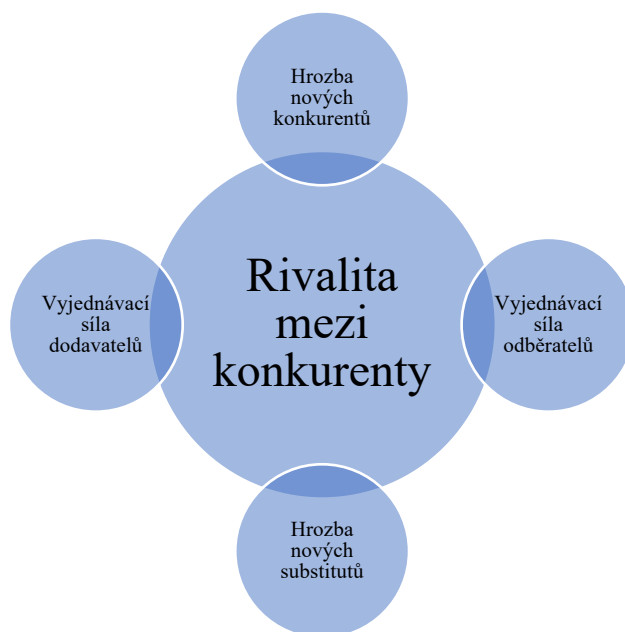 Hrozba
nových
konkurentů
Vyjednávací
síla
dodavatelů
Rivalita
mezi
konkurenty
Vyjednávací
síla
odběratelů
Hrozba
nových
substitutů